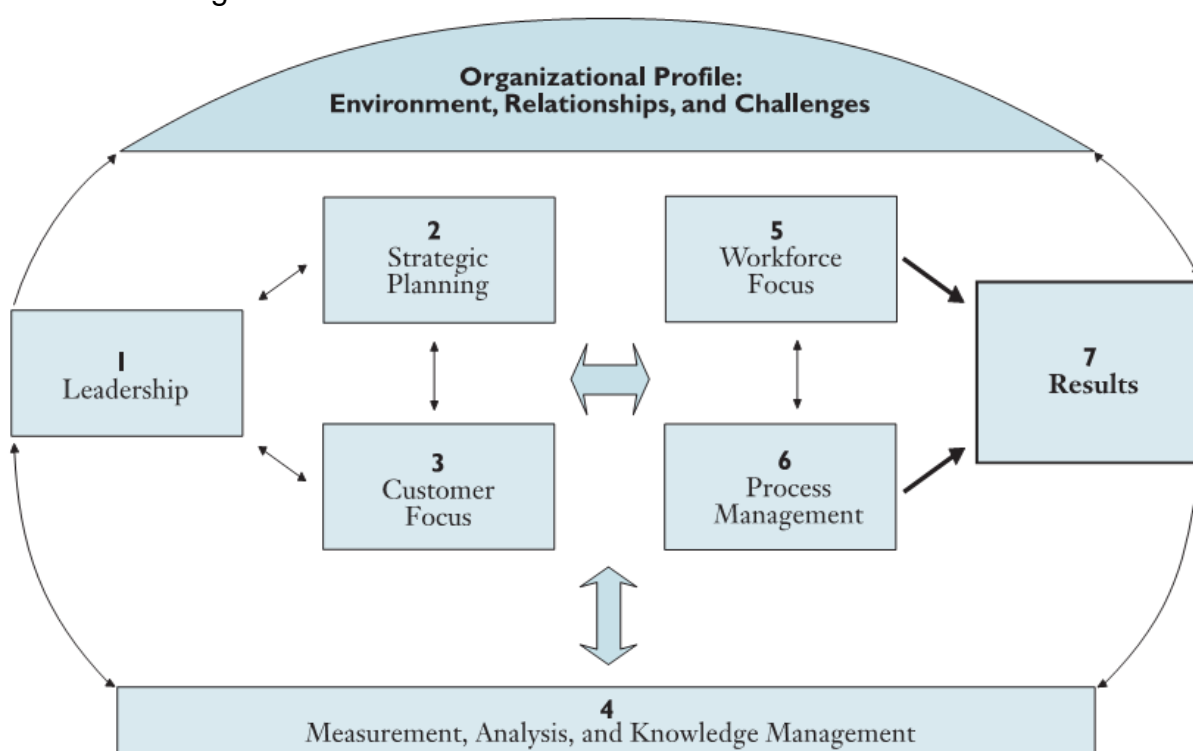 Organizational Profile:
Environment, Relationships, and Challenges
2
Strategic
Planning
5
Workforce
Focus
1
Leadership
7
Results
3
Customer
Focus
6
Process
Management
4
Measurement, Analysis, and Knowledge Management